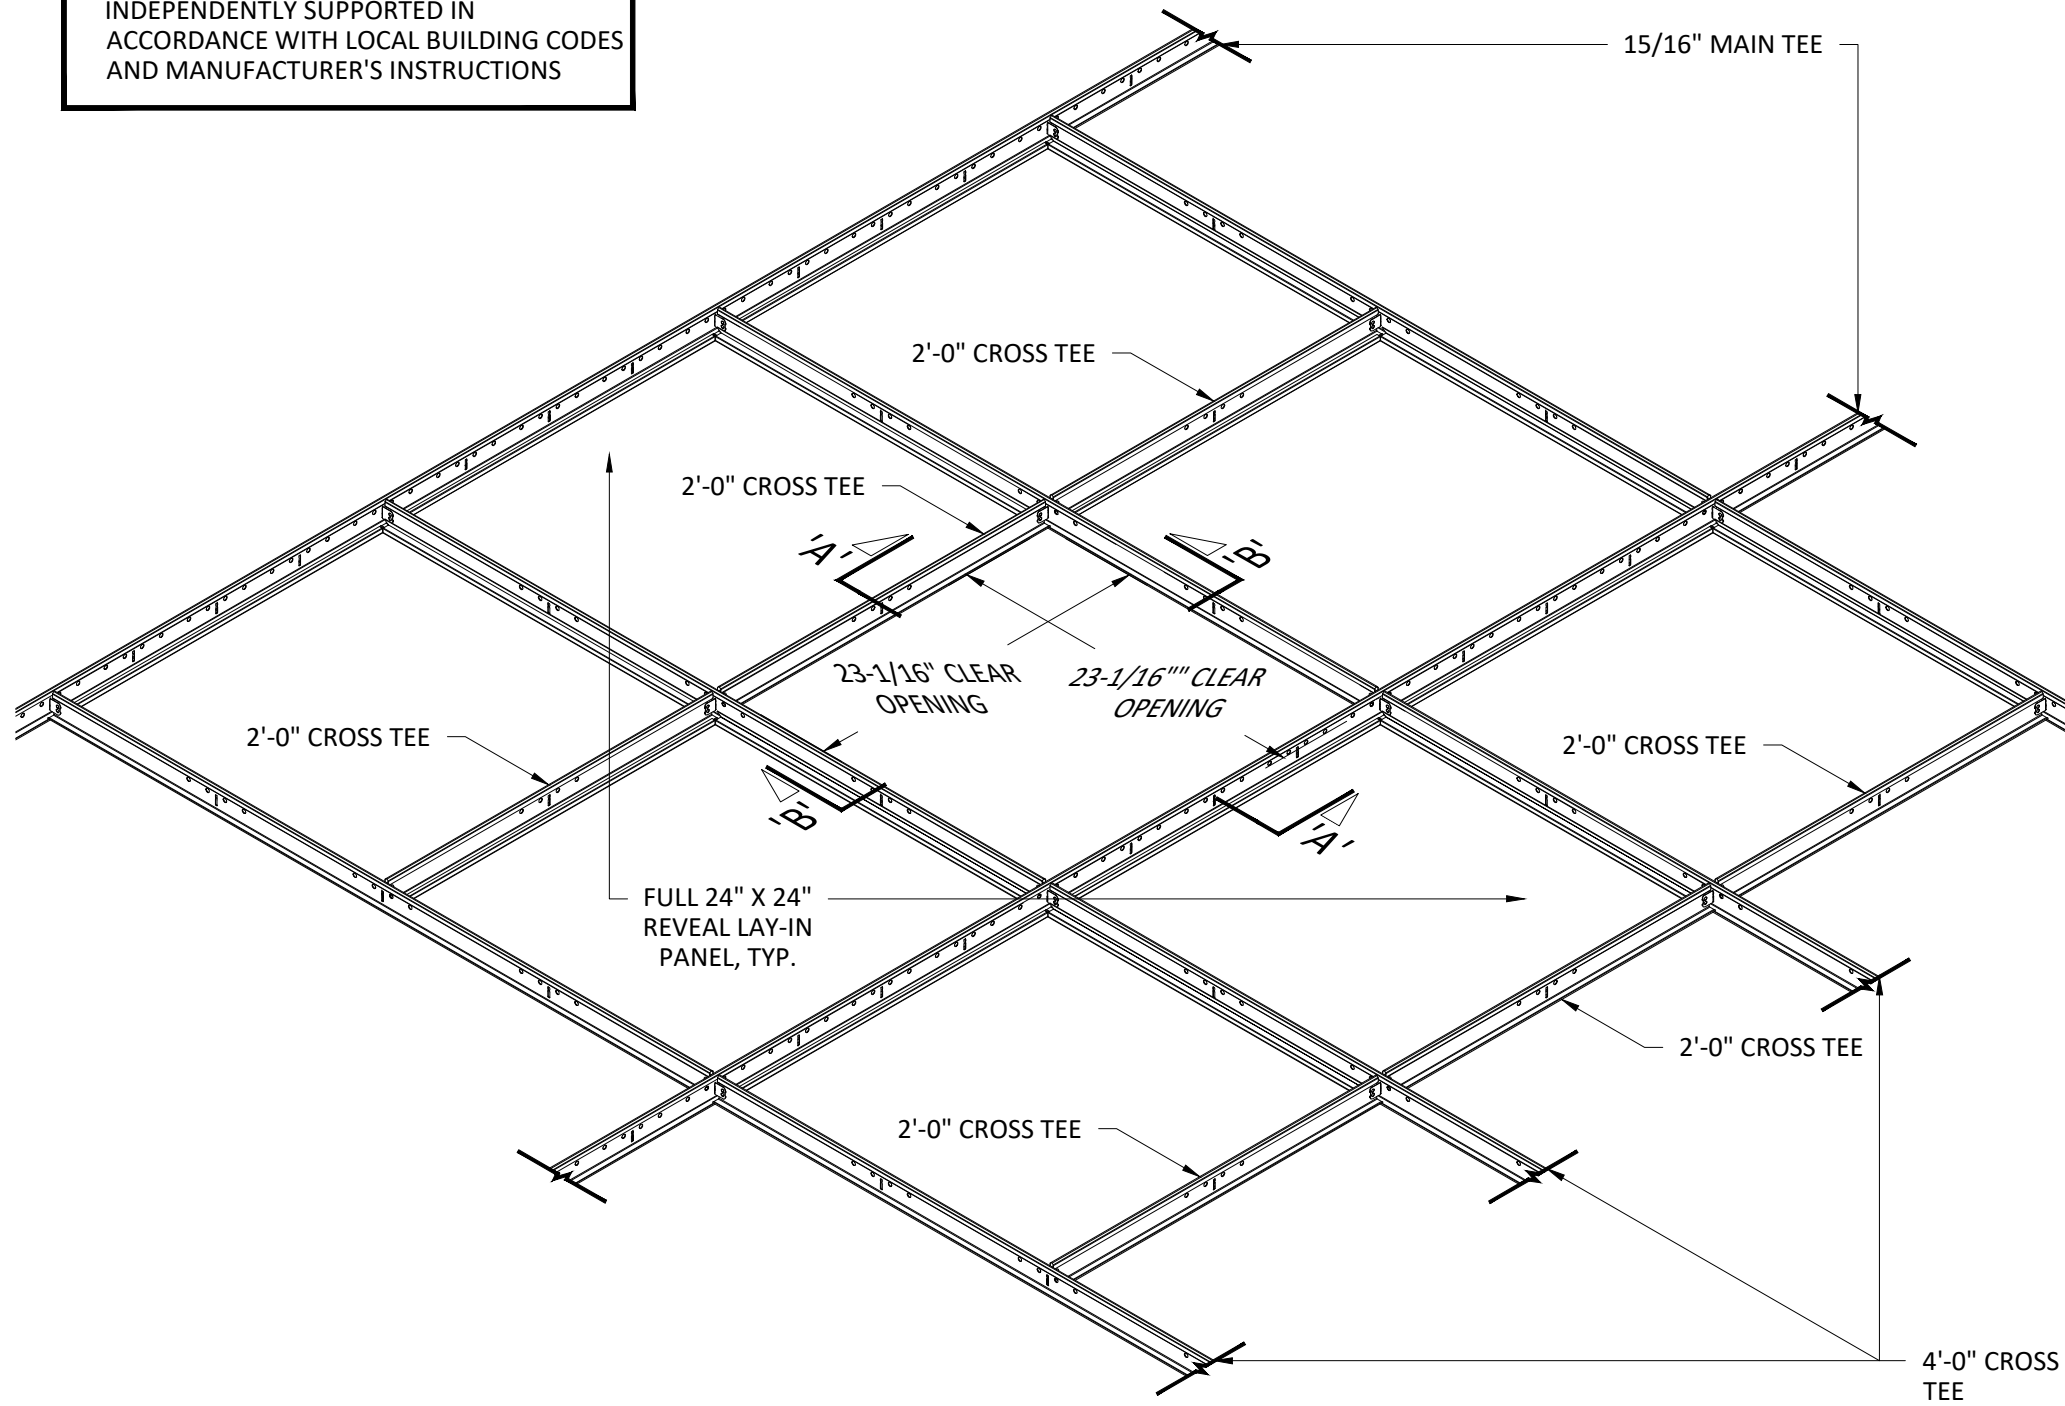 INDEPENDENTLY SUPPORTED IN
ACCORDANCE WITH LOCAL BUILDING CODES
AND MANUFACTURER'S INSTRUCTIONS
15/16" MAIN TEE
2'-0" CROSS TEE
2'-0" CROSS TEE
'A'
'B'
23-1/16" CLEAR
OPENING
23-1/16"" CLEAR
OPENING
2'-0" CROSS TEE
2'-0" CROSS TEE
'B'
'A'
FULL 24" X 24"
REVEAL LAY-IN
PANEL, TYP.
2'-0" CROSS TEE
2'-0" CROSS TEE
4'-0" CROSS
TEE